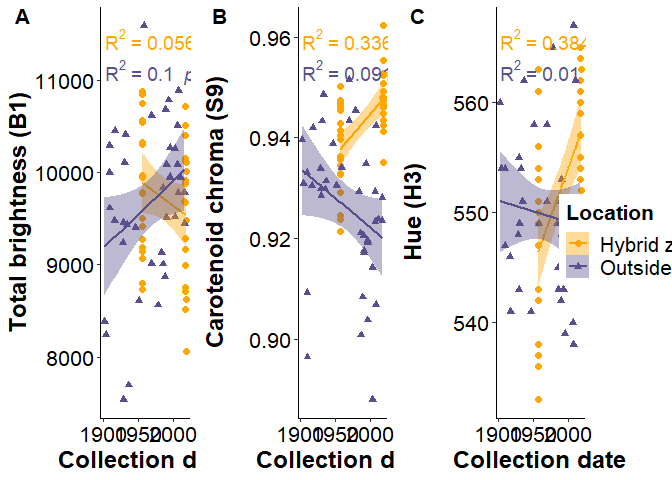 A
Total brightness (B1)
11000
10000
9000
8000
R² = 0.056
R² = 0.1 p
1900 1950 2000
Collection d
B
Carotenoid chroma (S9)
0.96
0.94
0.92
0.90
R² = 0.336
R² = 0.09
1900 1950 2000
Collection d
C
Hue (H3)
560
550
540
R² = 0.384
R² = 0.01
1900 1950 2000
Collection date
Location
Hybrid z
Outside